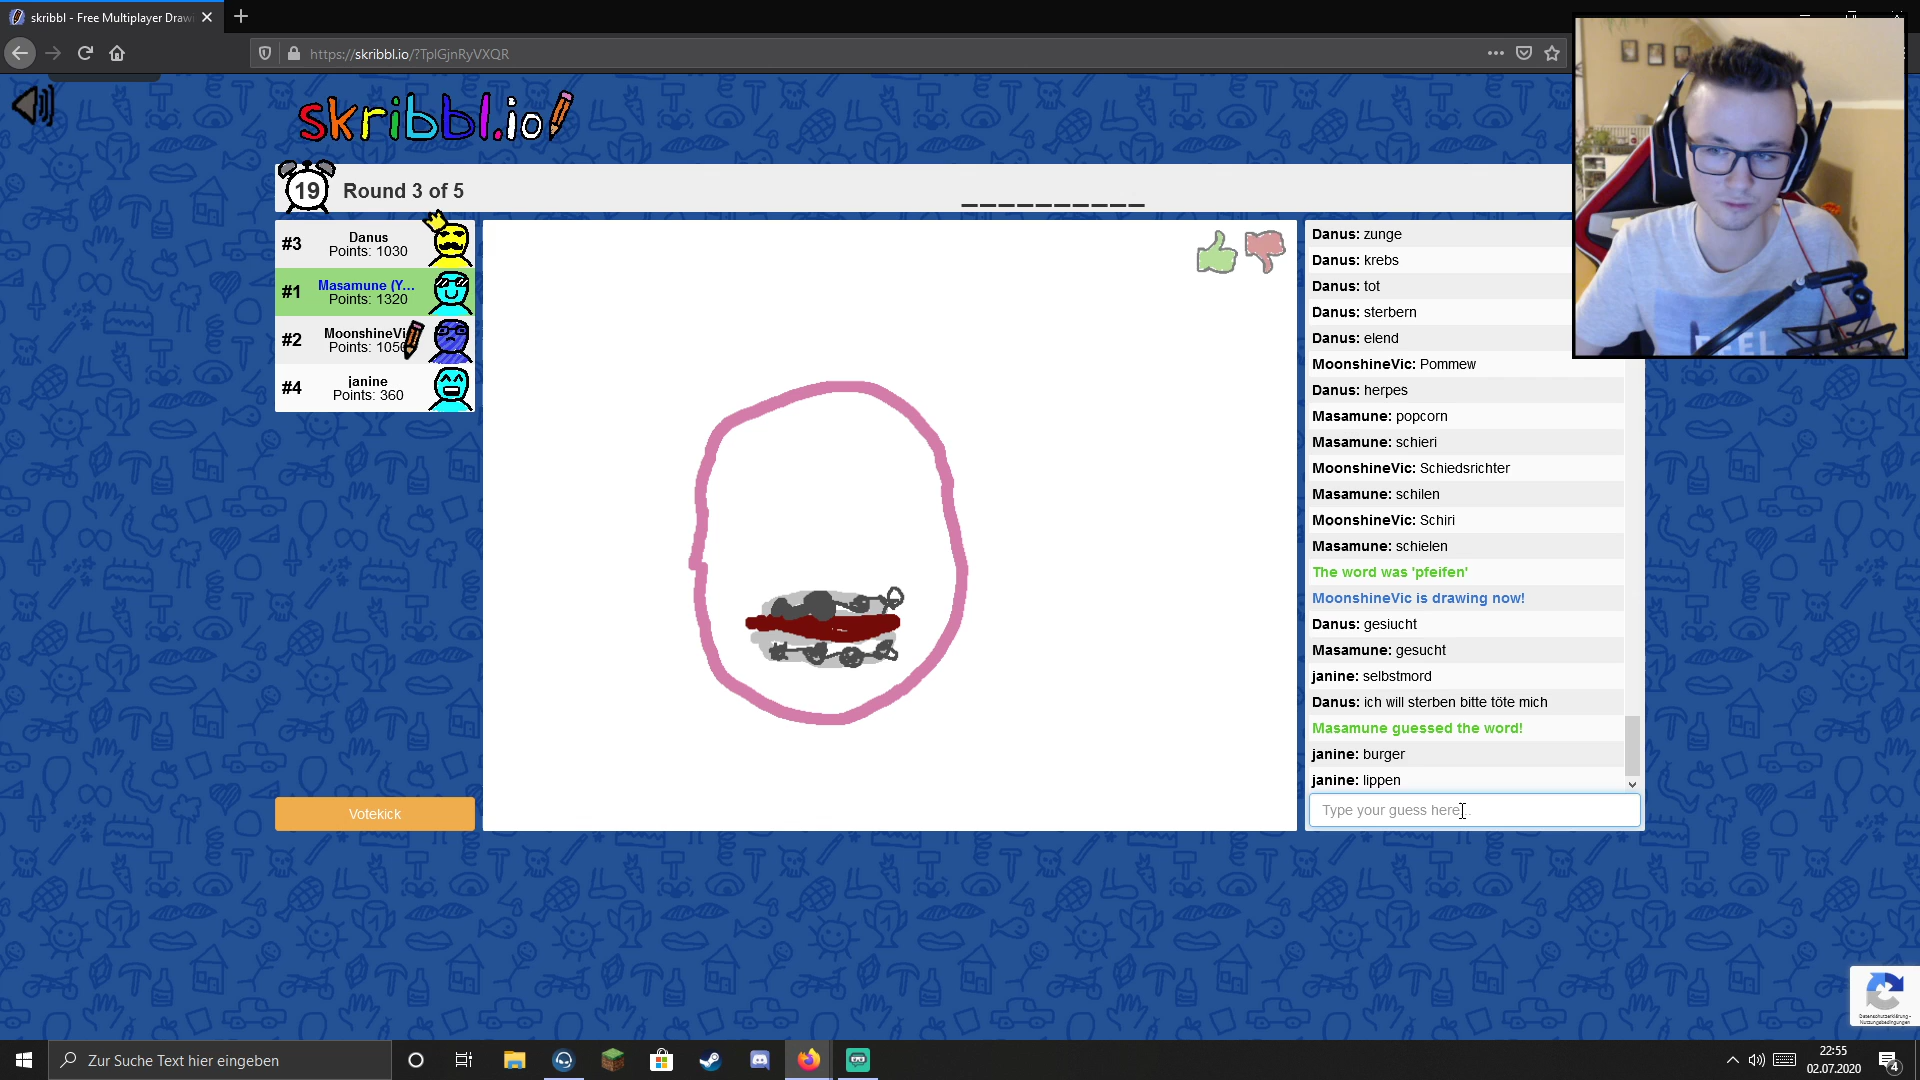 skribbl - Free Multiplayer Draw
https://skribbl.io/?TplGjnRyVXQR
skribbl.io
19
Round 3 of 5
__________
#3
Danus
Points: 1030
#1
Masamune (Y...
Points: 1320
#2
MoonshineVi
Points: 1050
#4
janine
Points: 360
Votekick
Danus: zunge
Danus: krebs
Danus: tot
Danus: sterbern
Danus: elend
MoonshineVic: Pommew
Danus: herpes
Masamune: popcorn
Masamune: schieri
MoonshineVic: Schiedsrichter
Masamune: schilen
MoonshineVic: Schiri
Masamune: schielen
The word was 'pfeifen'
MoonshineVic is drawing now!
Danus: gesiucht
Masamune: gesucht
janine: selbstmord
Danus: ich will sterben bitte töte mich
Masamune guessed the word!
janine: burger
janine: lippen
Type your guess here
FEEL
Datenschutzerklärung -
Nutzungsbedingungen
Zur Suche Text hier eingeben
22:55
02.07.2020
4